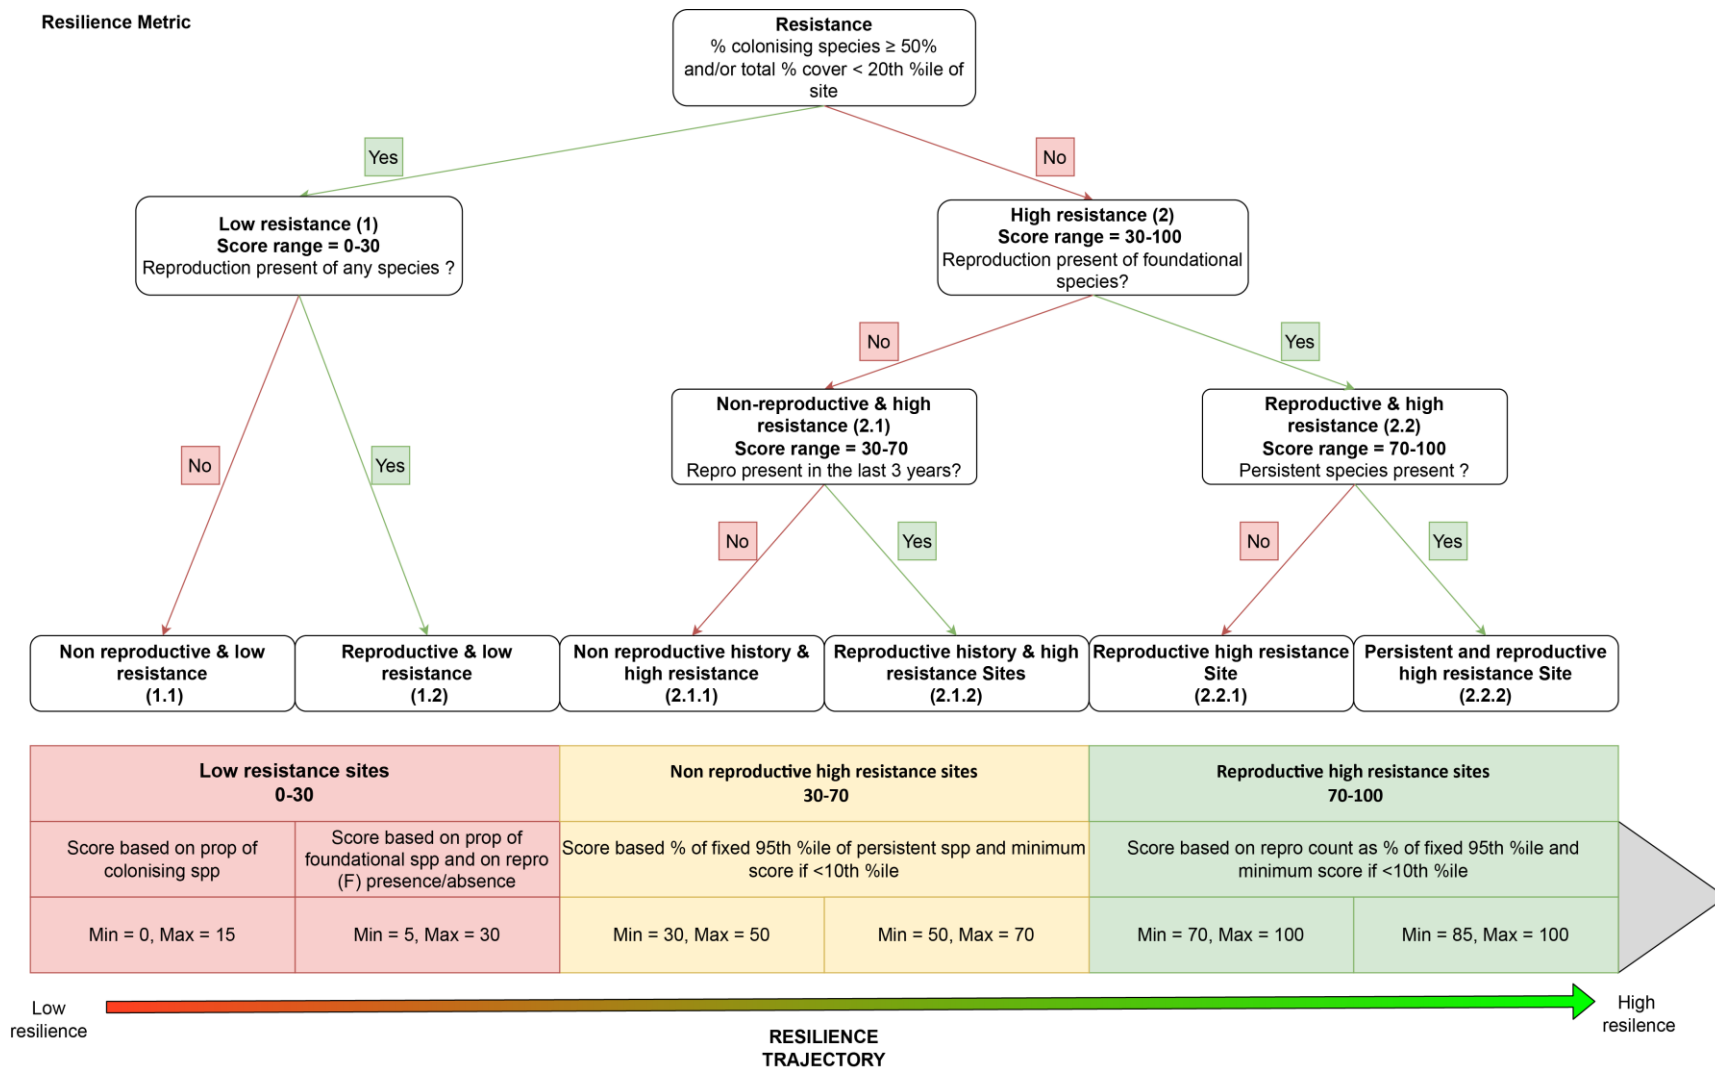 Resilience Metric
Resistance
% colonising species ≥ 50%
and/or total % cover < 20th %ile of
site
Yes
No
Low resistance (1)
Score range = 0-30
Reproduction present of any species ?
High resistance (2)
Score range = 30-100
Reproduction present of foundational
species?
No
Yes
Non-reproductive & high
resistance (2.1)
Score range = 30-70
Repro present in the last 3 years?
Reproductive & high
resistance (2.2)
Score range = 70-100
Persistent species present ?
No
Yes
No
Yes
No
Yes
Non reproductive & low
resistance
(1.1)
Reproductive & low
resistance
(1.2)
Non reproductive history &
high resistance
(2.1.1)
Reproductive history & high
resistance Sites
(2.1.2)
Reproductive high resistance
Site
(2.2.1)
Persistent and reproductive
high resistance Site
(2.2.2)
Low resistance sites
0-30
Non reproductive high resistance sites
30-70
Reproductive high resistance sites
70-100
Score based on prop of
colonising spp
Score based on prop of
foundational spp and on repro
(F) presence/absence
Score based % of fixed 95th %ile of persistent spp and minimum
score if <10th %ile
Score based on repro count as % of fixed 95th %ile and
minimum score if <10th %ile
Min = 0, Max = 15
Min = 5, Max = 30
Min = 30, Max = 50
Min = 50, Max = 70
Min = 70, Max = 100
Min = 85, Max = 100
Low
resilience
High
resilence
RESILIENCE
TRAJECTORY